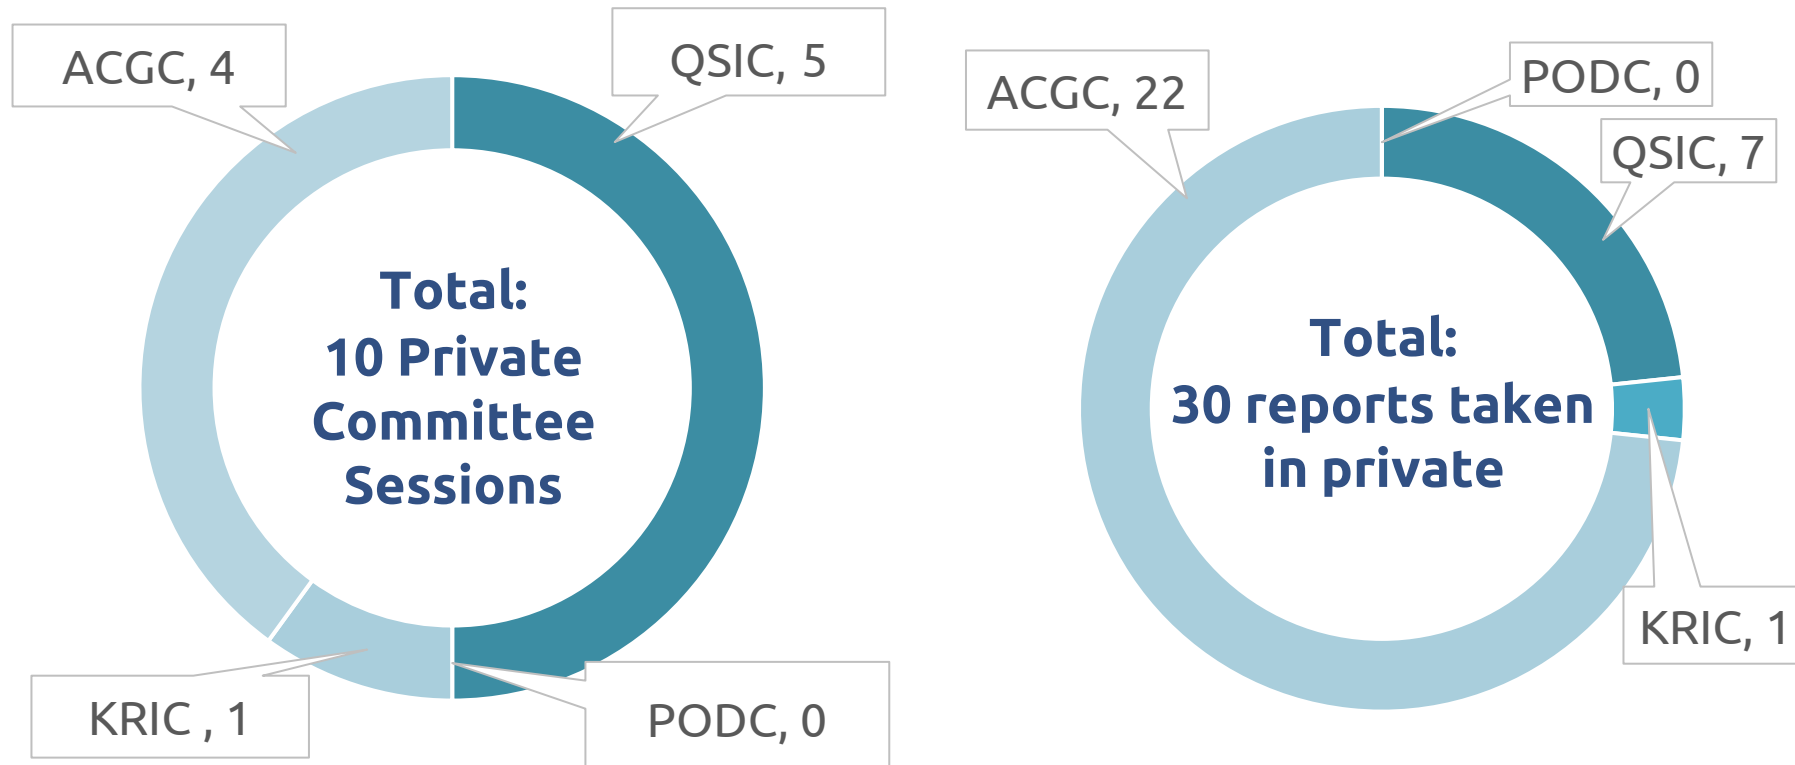 ACGC, 4
QSIC, 5
Total:
10 Private
Committee
Sessions
KRIC , 1
PODC, 0
ACGC, 22
PODC, 0
QSIC, 7
Total:
30 reports taken
in private
KRIC, 1